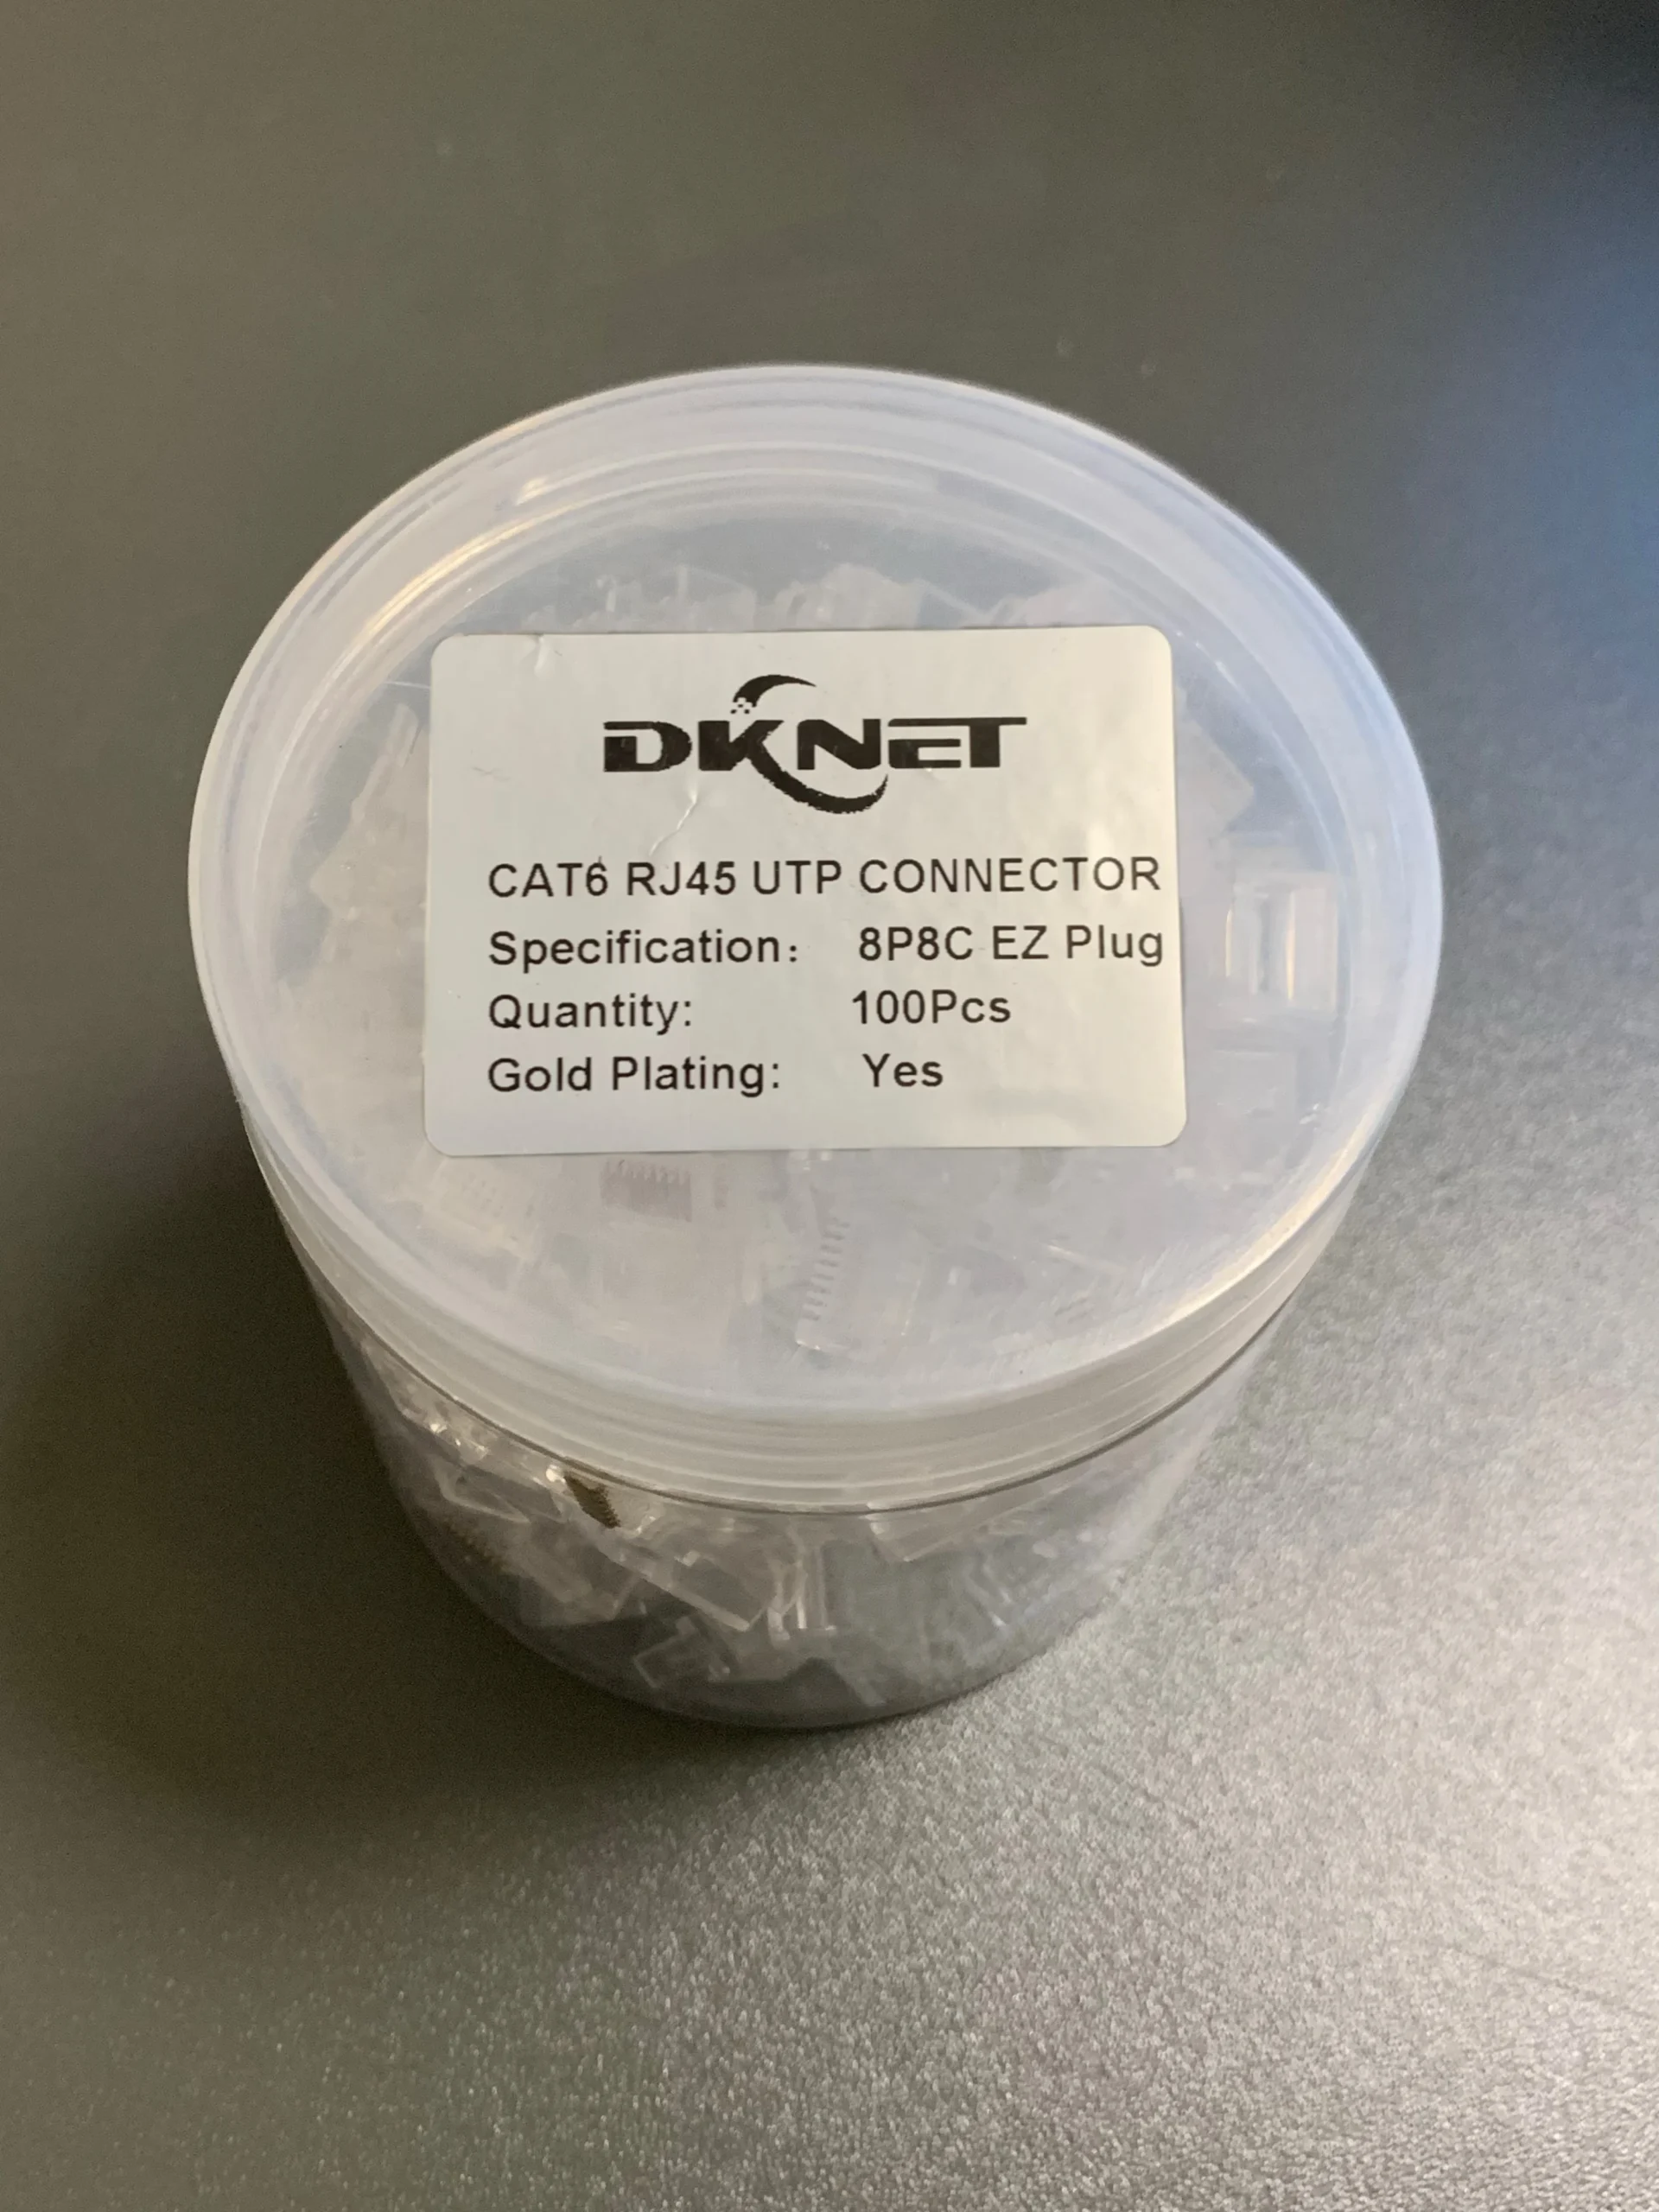 DKNET
CAT6 RJ45 UTP CONNECTOR
Specification: 8P8C EZ Plug
Quantity: 100Pcs
Gold Plating: Yes